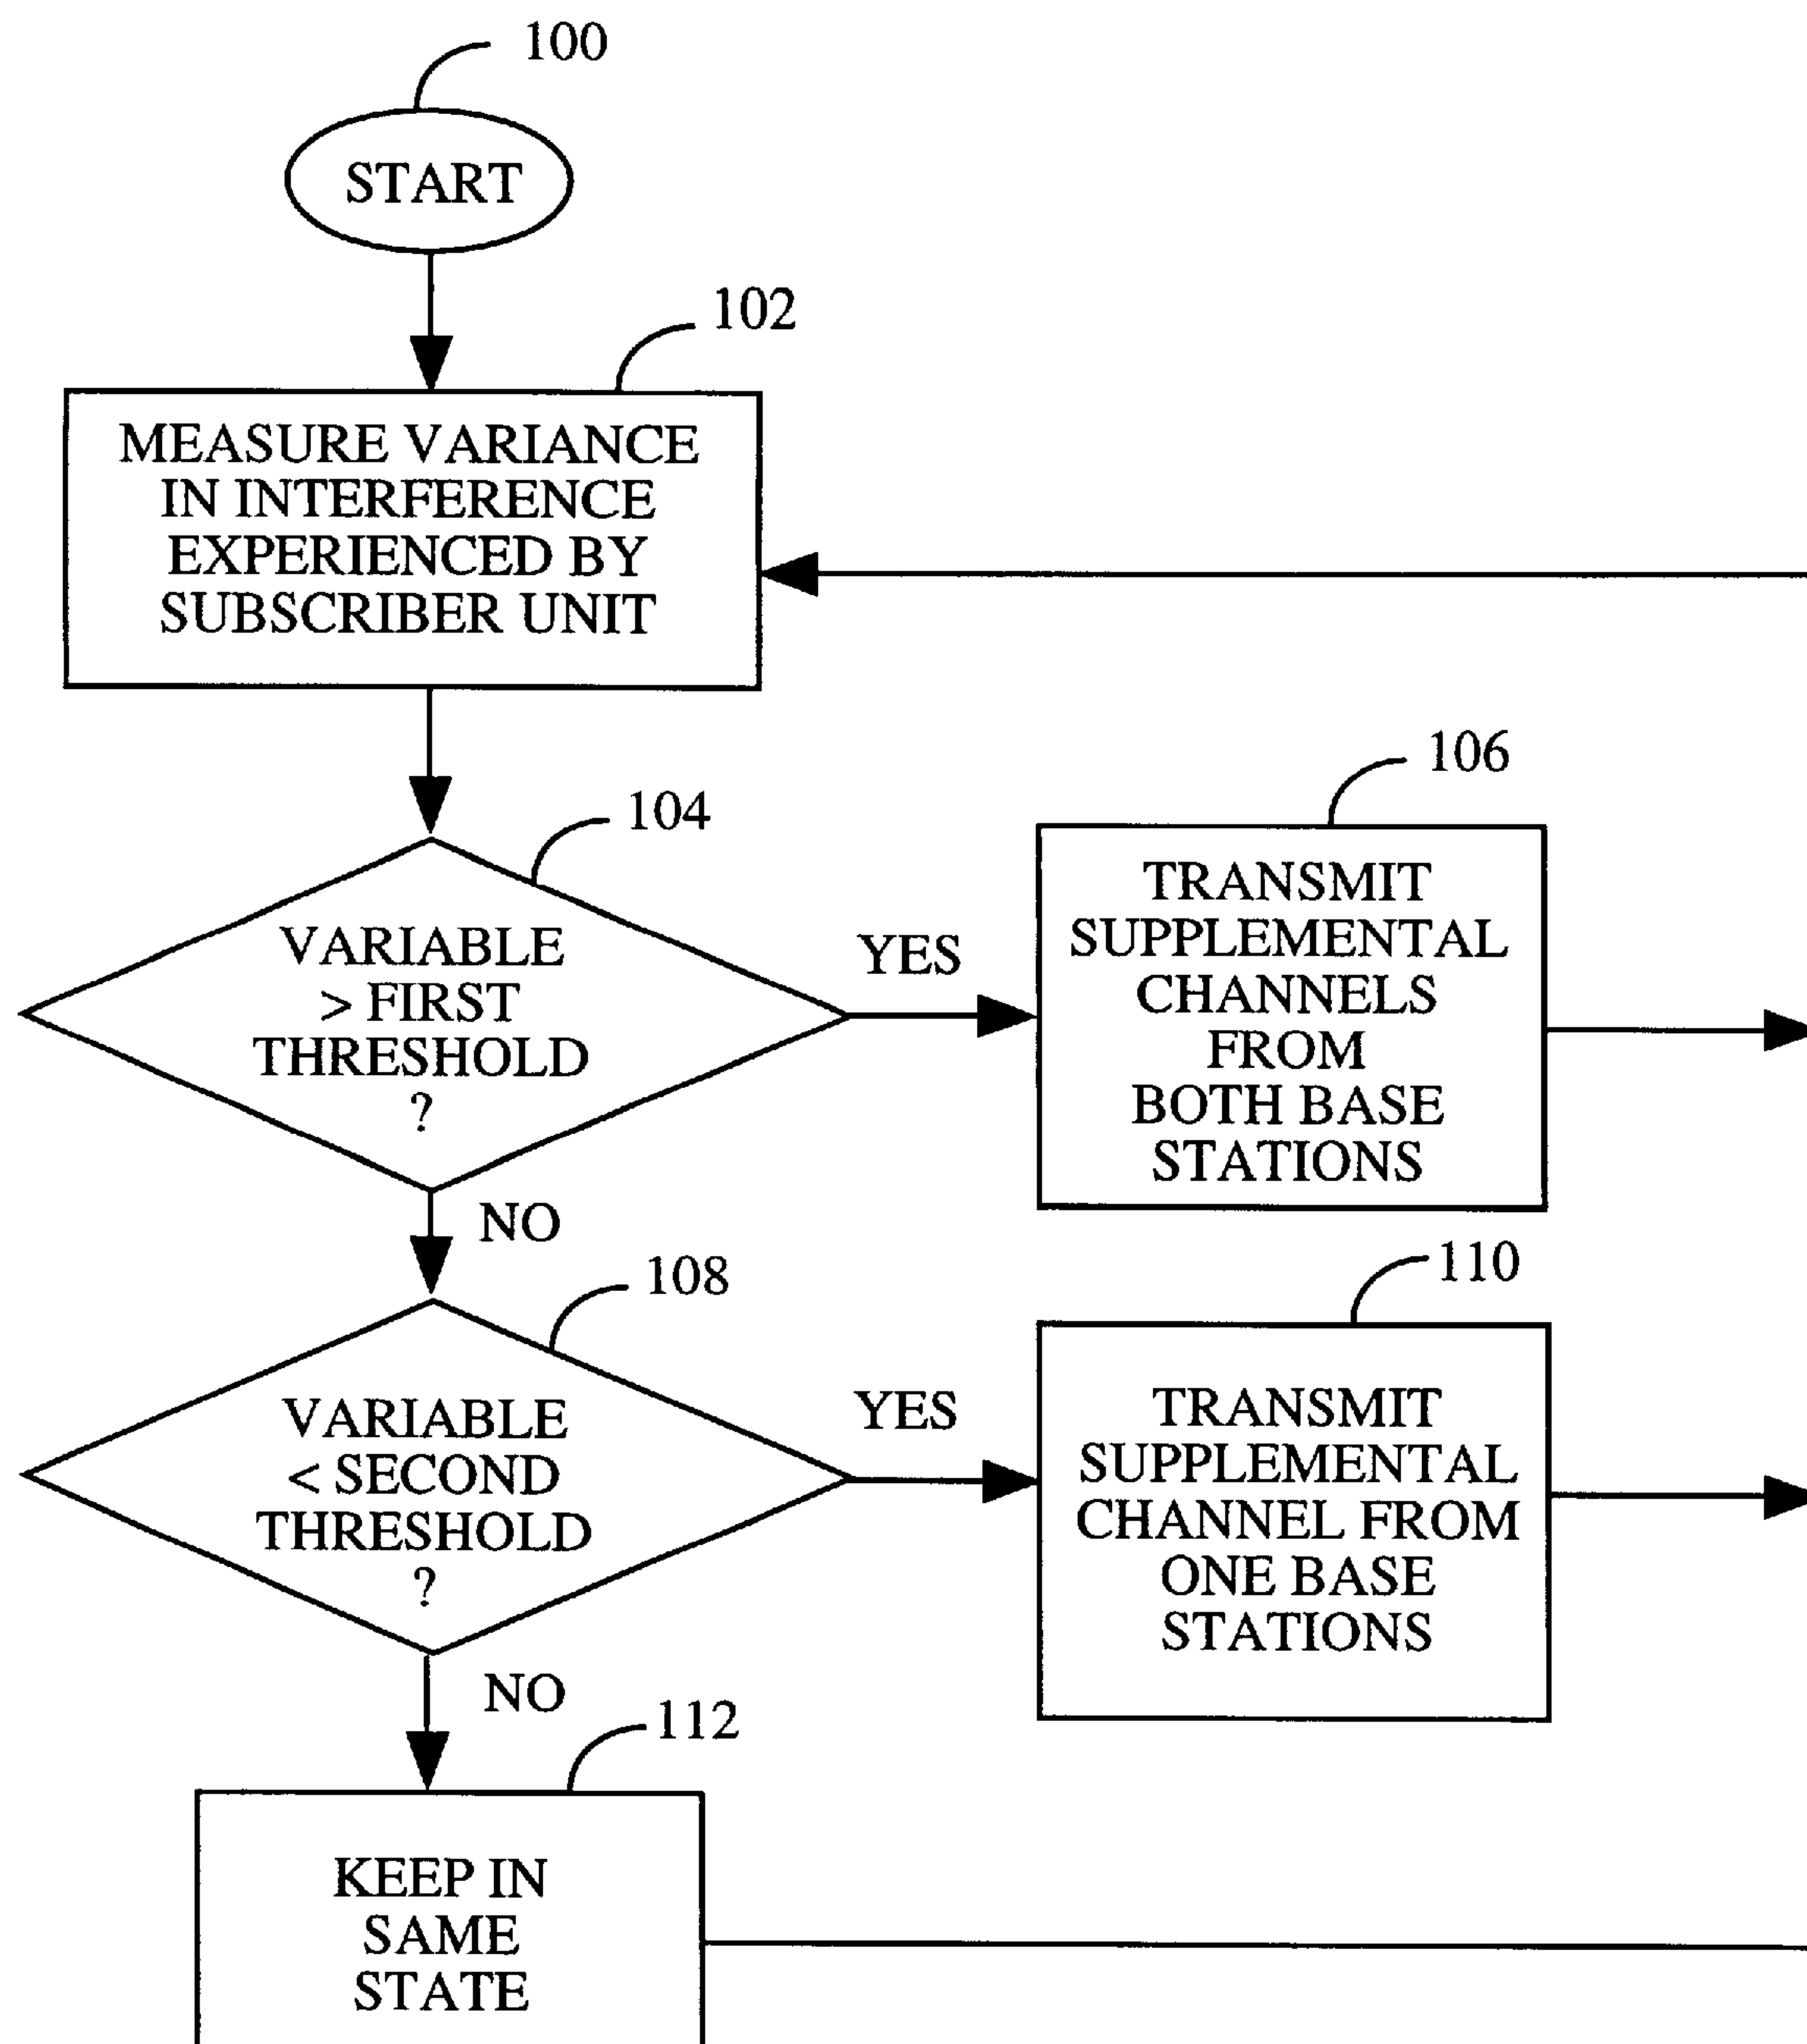 100
START
102
MEASURE VARIANCE
IN INTERFERENCE
EXPERIENCED BY
SUBSCRIBER UNIT
104
VARIABLE
> FIRST
THRESHOLD
?
YES
106
TRANSMIT
SUPPLEMENTAL
CHANNELS
FROM
BOTH BASE
STATIONS
NO
108
VARIABLE
< SECOND
THRESHOLD
?
YES
110
TRANSMIT
SUPPLEMENTAL
CHANNEL FROM
ONE BASE
STATIONS
NO
112
KEEP IN
SAME
STATE